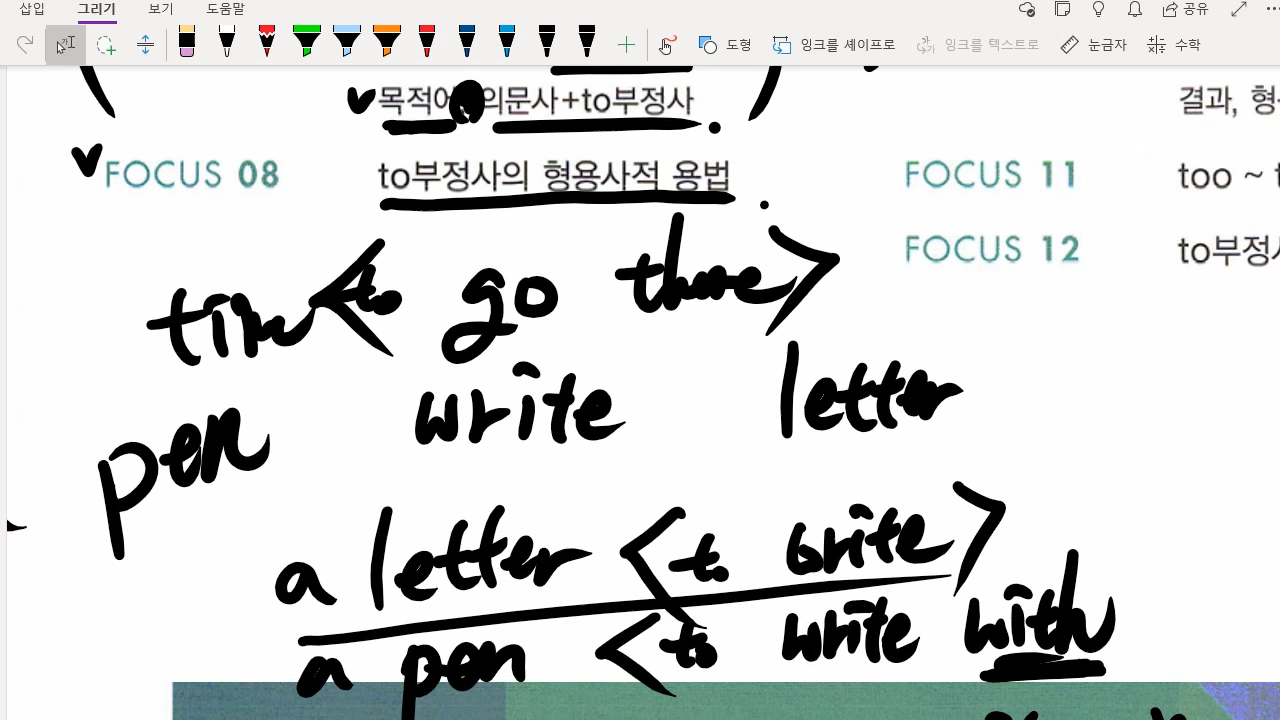 삽입 그리기 보기 도움말 공유
도형 잉크를 셰이프로 잉크를 텍스트로 눈금자 수학
목적어 의문사+to부정사 결과, 형
FOCUS 08 to부정사의 형용사적 용법 FOCUS 11 too ~ t
FOCUS 12 to부정사
time <to go there>
pen write letter
a letter <to write>
a pen <to write with